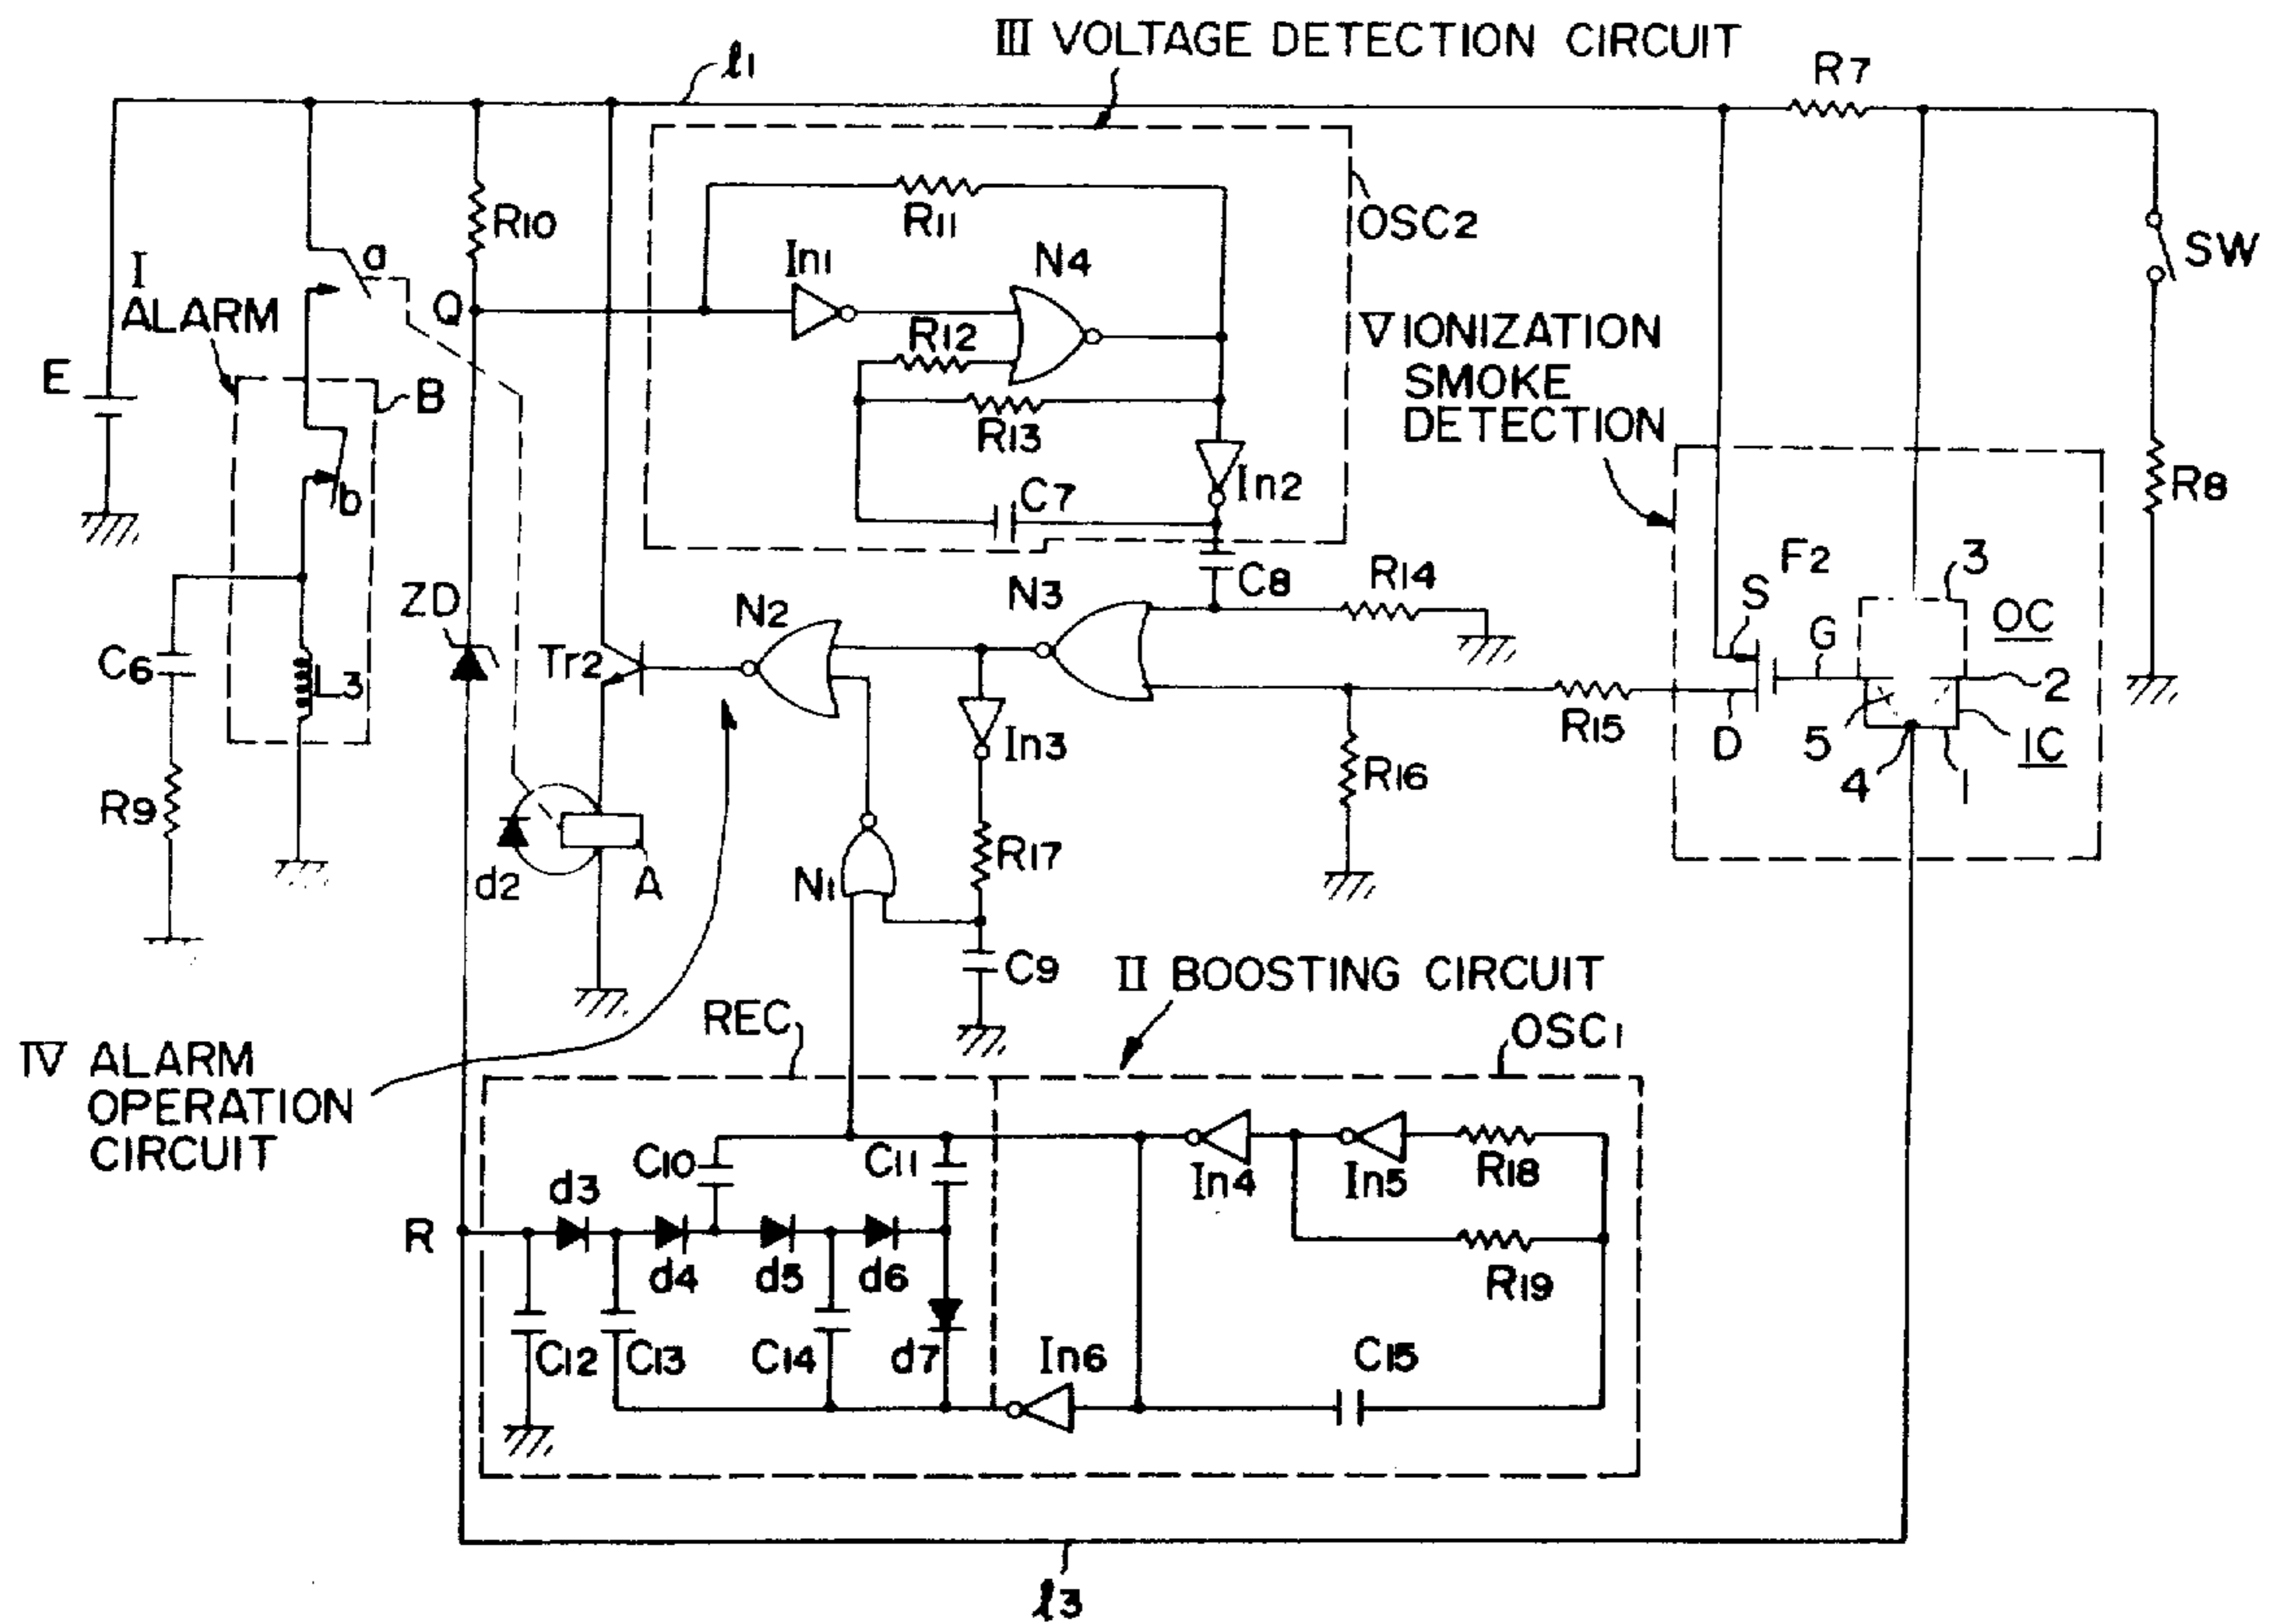 III VOLTAGE DETECTION CIRCUIT
l1
R7
R10
R11
OSC2
SW
I
ALARM
a
In1
N4
Q
R12
V IONIZATION
SMOKE
DETECTION
E
B
R13
b
C7
In2
R8
ZD
C8
R14
F2
3
N2
N3
S
G
OC
C6
Tr2
L3
2
In3
R15
D
5
1C
R16
4
1
R9
d2
A
N1
R17
C9
II BOOSTING CIRCUIT
REC
OSC1
IV ALARM
OPERATION
CIRCUIT
C10
C11
In4
In5
R18
d3
R
d4
d5
d6
R19
C12
C13
C14
d7
In6
C15
l3